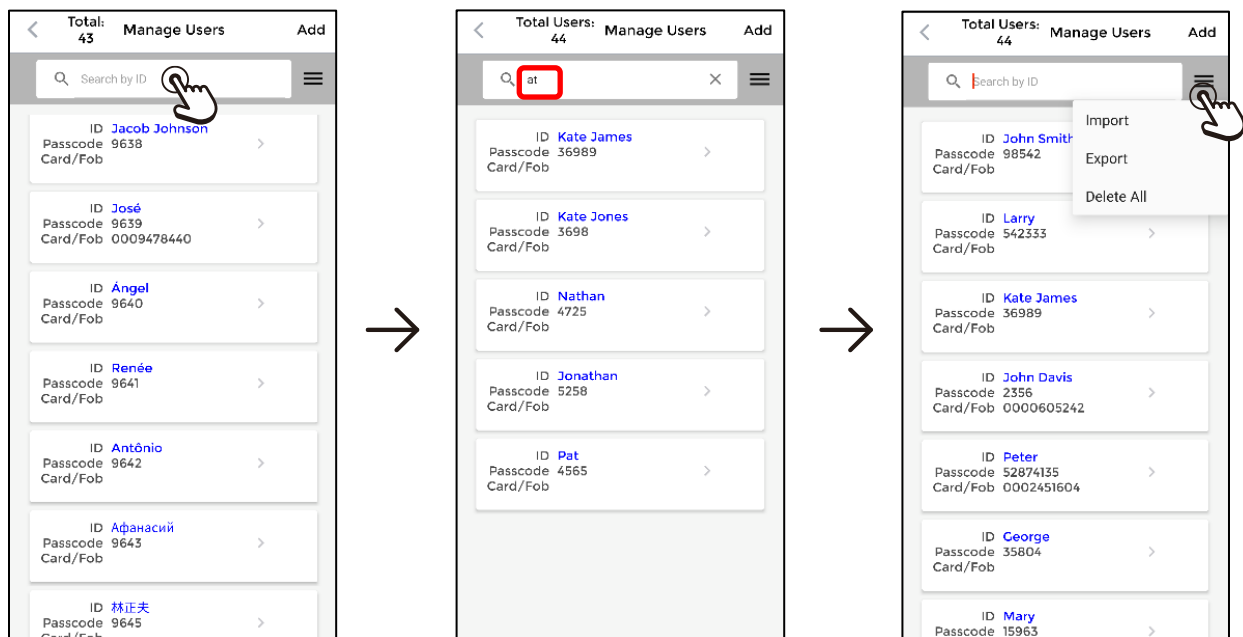 Total:
43
Manage Users
Add
Search by ID
ID Jacob Johnson
Passcode 9638
Card/Fob
ID José
Passcode 9639
Card/Fob 0009478440
ID Ángel
Passcode 9640
Card/Fob
ID Renée
Passcode 9641
Card/Fob
ID Antônio
Passcode 9642
Card/Fob
ID Афанасий
Passcode 9643
Card/Fob
ID 林正夫
Passcode 9645
Card/Fob
Total Users:
44
Manage Users
Add
at
ID Kate James
Passcode 36989
Card/Fob
ID Kate Jones
Passcode 3698
Card/Fob
ID Nathan
Passcode 4725
Card/Fob
ID Jonathan
Passcode 5258
Card/Fob
ID Pat
Passcode 4565
Card/Fob
Total Users:
44
Manage Users
Add
Search by ID
Import
Export
Delete All
ID John Smith
Passcode 98542
Card/Fob
ID Larry
Passcode 542333
Card/Fob
ID Kate James
Passcode 36989
Card/Fob
ID John Davis
Passcode 2356
Card/Fob 0000605242
ID Peter
Passcode 52874135
Card/Fob 0002451604
ID George
Passcode 35804
Card/Fob
ID Mary
Passcode 15963